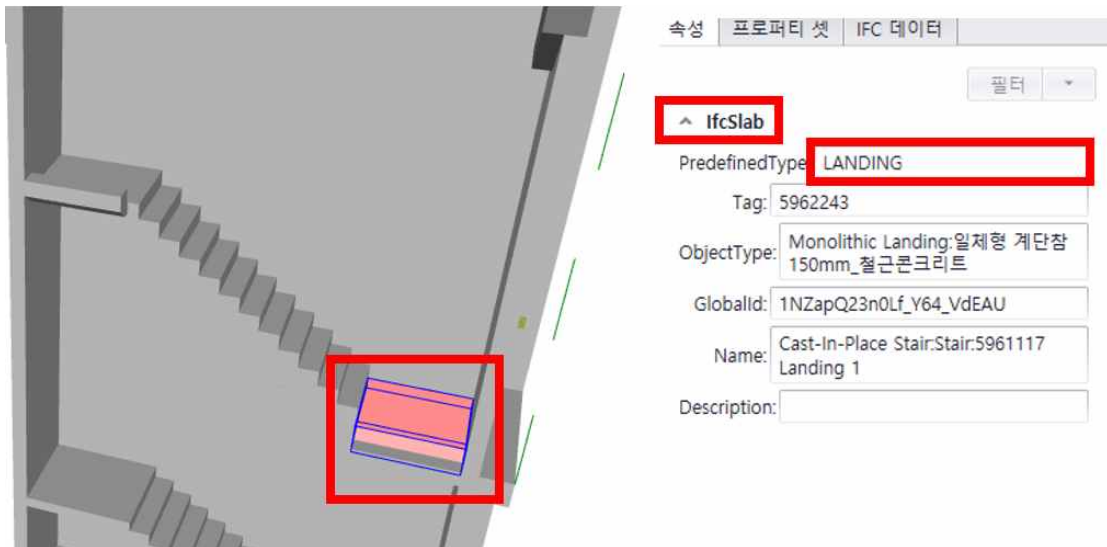 속성 프로퍼티 셋 IFC 데이터
필터
IfcSlab
PredefinedType: LANDING
Tag: 5962243
ObjectType: Monolithic Landing:일체형 계단참
150mm_철근콘크리트
GlobalId: 1NZapQ23n0Lf_Y64_VdEAU
Name: Cast-In-Place Stair:Stair:5961117
Landing 1
Description: